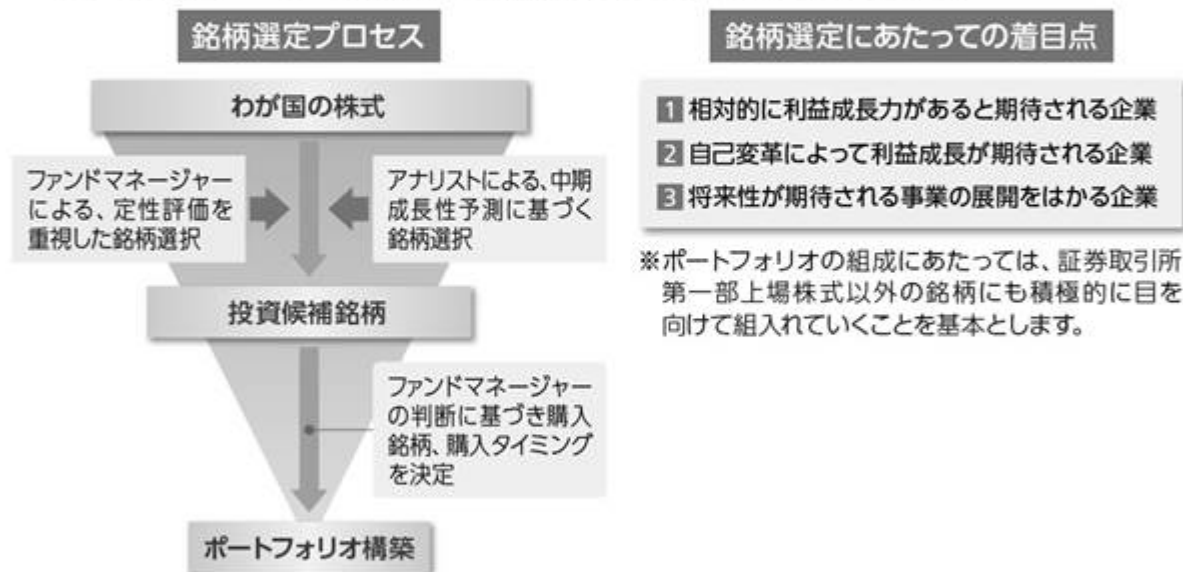 銘柄選定プロセス
わが国の株式
ファンドマネージャー
による、定性評価を
重視した銘柄選択
アナリストによる、中期
成長性予測に基づく
銘柄選択
投資候補銘柄
ファンドマネージャー
の判断に基づき購入
銘柄、購入タイミング
を決定
ポートフォリオ構築
銘柄選定にあたっての着目点
1 相対的に利益成長力があると期待される企業
2 自己変革によって利益成長が期待される企業
3 将来性が期待される事業の展開をはかる企業
※ポートフォリオの組成にあたっては、証券取引所
第一部上場株式以外の銘柄にも積極的に目を
向けて組入れていくことを基本とします。